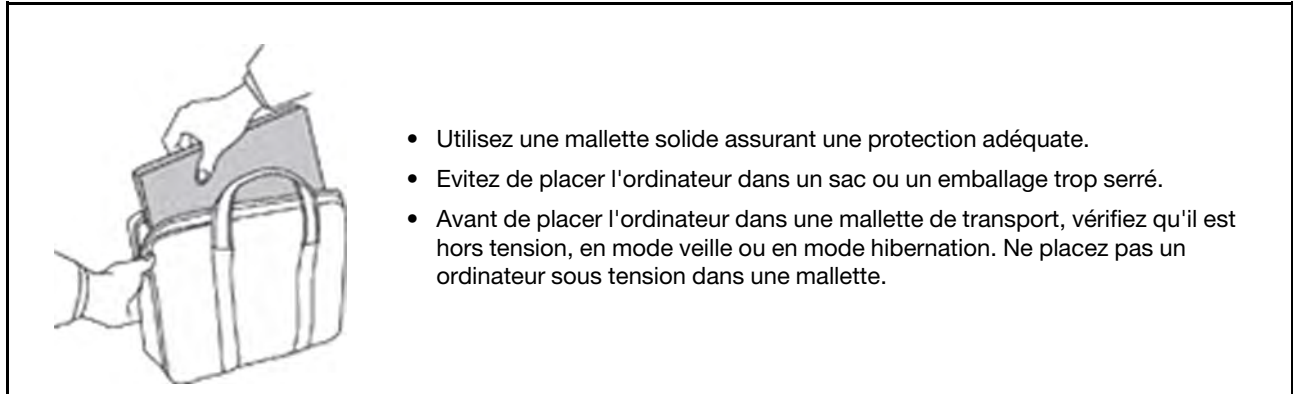 • Utilisez une mallette solide assurant une protection adéquate.
• Evitez de placer l'ordinateur dans un sac ou un emballage trop serré.
• Avant de placer l'ordinateur dans une mallette de transport, vérifiez qu'il est
hors tension, en mode veille ou en mode hibernation. Ne placez pas un
ordinateur sous tension dans une mallette.